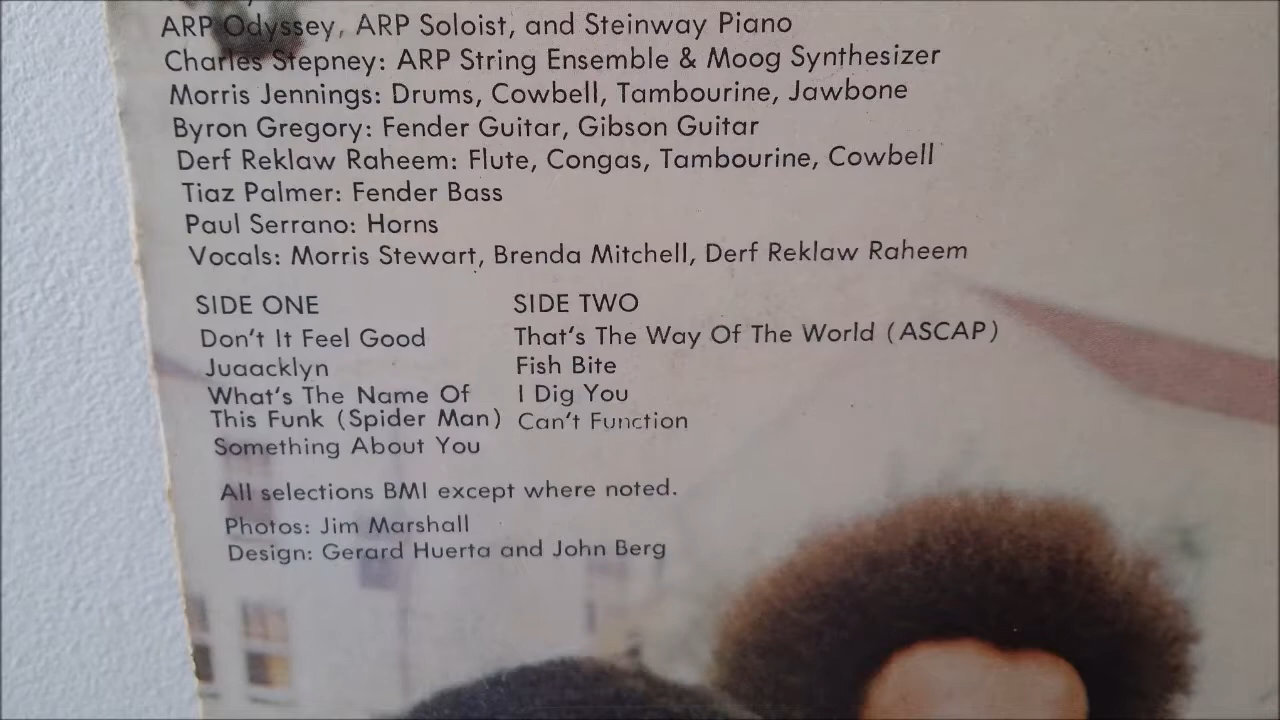 ARP Odyssey, ARP Soloist, and Steinway Piano
Charles Stepney: ARP String Ensemble & Moog Synthesizer
Morris Jennings: Drums, Cowbell, Tambourine, Jawbone
Byron Gregory: Fender Guitar, Gibson Guitar
Derf Reklaw Raheem: Flute, Congas, Tambourine, Cowbell
Tiaz Palmer: Fender Bass
Paul Serrano: Horns
Vocals: Morris Stewart, Brenda Mitchell, Derf Reklaw Raheem
SIDE ONE
Don't It Feel Good
Juaacklyn
What's The Name Of
This Funk (Spider Man)
Something About You
SIDE TWO
That's The Way Of The World (ASCAP)
Fish Bite
I Dig You
Can't Function
All selections BMI except where noted.
Photos: Jim Marshall
Design: Gerard Huerta and John Berg